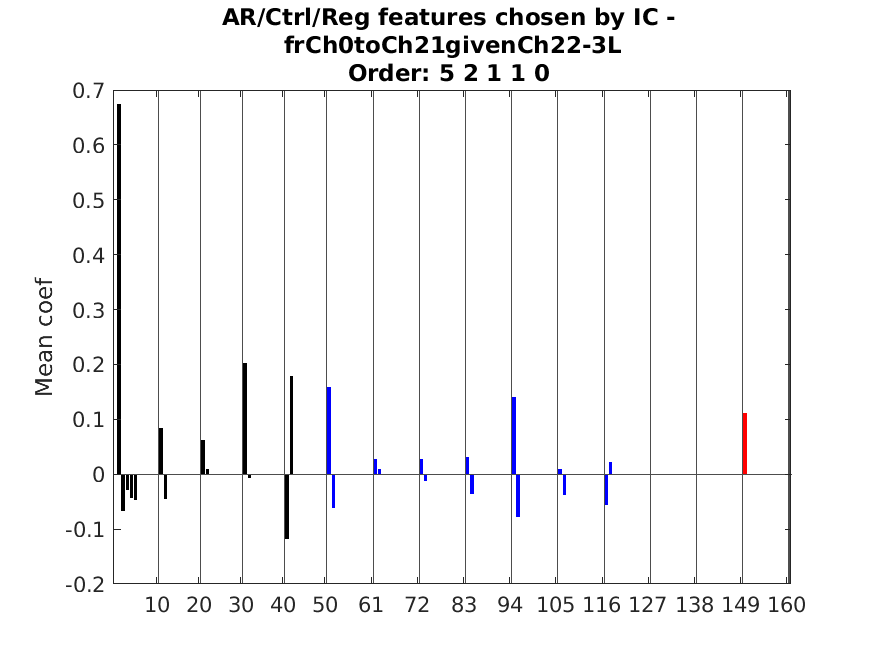 AR/Ctrl/Reg features chosen by IC -
frCh0toCh21givenCh22-3L
Order: 5 2 1 1 0
0.7
0.6
0.5
0.4
0.3
0.2
0.1
0
-0.1
-0.2
Mean coef
10 20 30 40 50 61 72 83 94 105 116 127 138 149 160